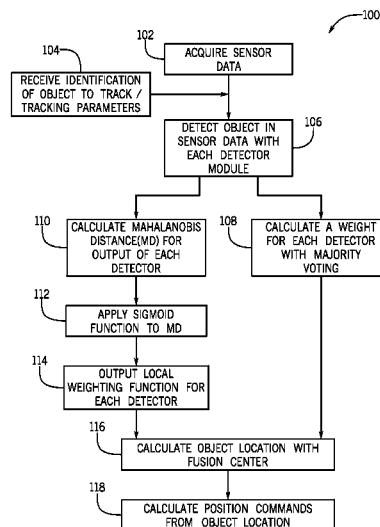 100
102
ACQUIRE SENSOR
DATA
104
RECEIVE IDENTIFICATION
OF OBJECT TO TRACK /
TRACKING PARAMETERS
106
DETECT OBJECT IN
SENSOR DATA WITH
EACH DETECTOR
MODULE
110
CALCULATE MAHALANOBIS
DISTANCE(MD) FOR
OUTPUT OF EACH
DETECTOR
108
CALCULATE A WEIGHT
FOR EACH DETECTOR
WITH MAJORITY
VOTING
112
APPLY SIGMOID
FUNCTION TO MD
114
OUTPUT LOCAL
WEIGHTING FUNCTION FOR
EACH DETECTOR
116
CALCULATE OBJECT LOCATION WITH
FUSION CENTER
118
CALCULATE POSITION COMMANDS
FROM OBJECT LOCATION